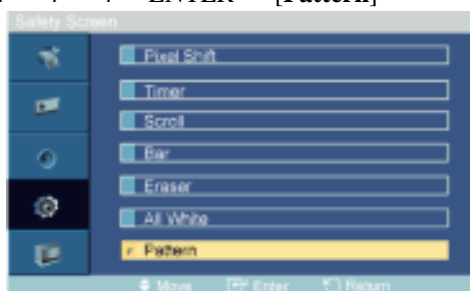 ENTER [Pattern]
Safety Screen
Pixel Shift
Timer
Scroll
Bar
Eraser
All White
Pattern
Move Enter Return